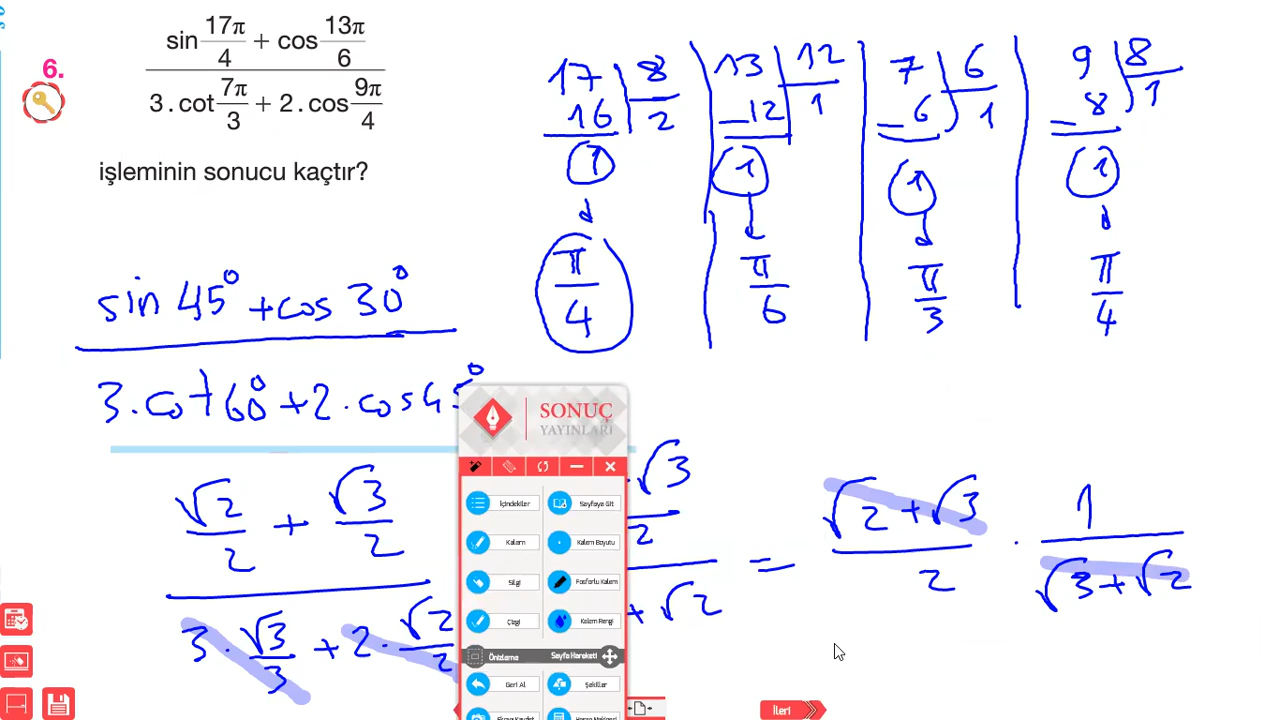 6.
sin 17π/4 + cos 13π/6
3.cot 7π/3 + 2.cos 9π/4
işleminin sonucu kaçtır?
17 | 8
16 | 2
1
π/4
13 | 12
−12 | 1
1
π/6
7 | 6
−6 | 1
1
π/3
9 | 8
−8 | 1
1
π/4
sin 45° + cos 30°
3.cot 60° + 2.cos 45°
√2/2 + √3/2
3.√3/3 + 2.√2/2
√3
2
+ √2
= √2+√3/2 . 1/√3+√2
SONUÇ
YAYINLARI
İçindekiler
Sayfaya Git
Kalem
Kalem Boyutu
Silgi
Fosforlu Kalem
Çizgi
Kalem Rengi
Önizleme
Sayfa Hareketi
Geri Al
Şekiller
İleri